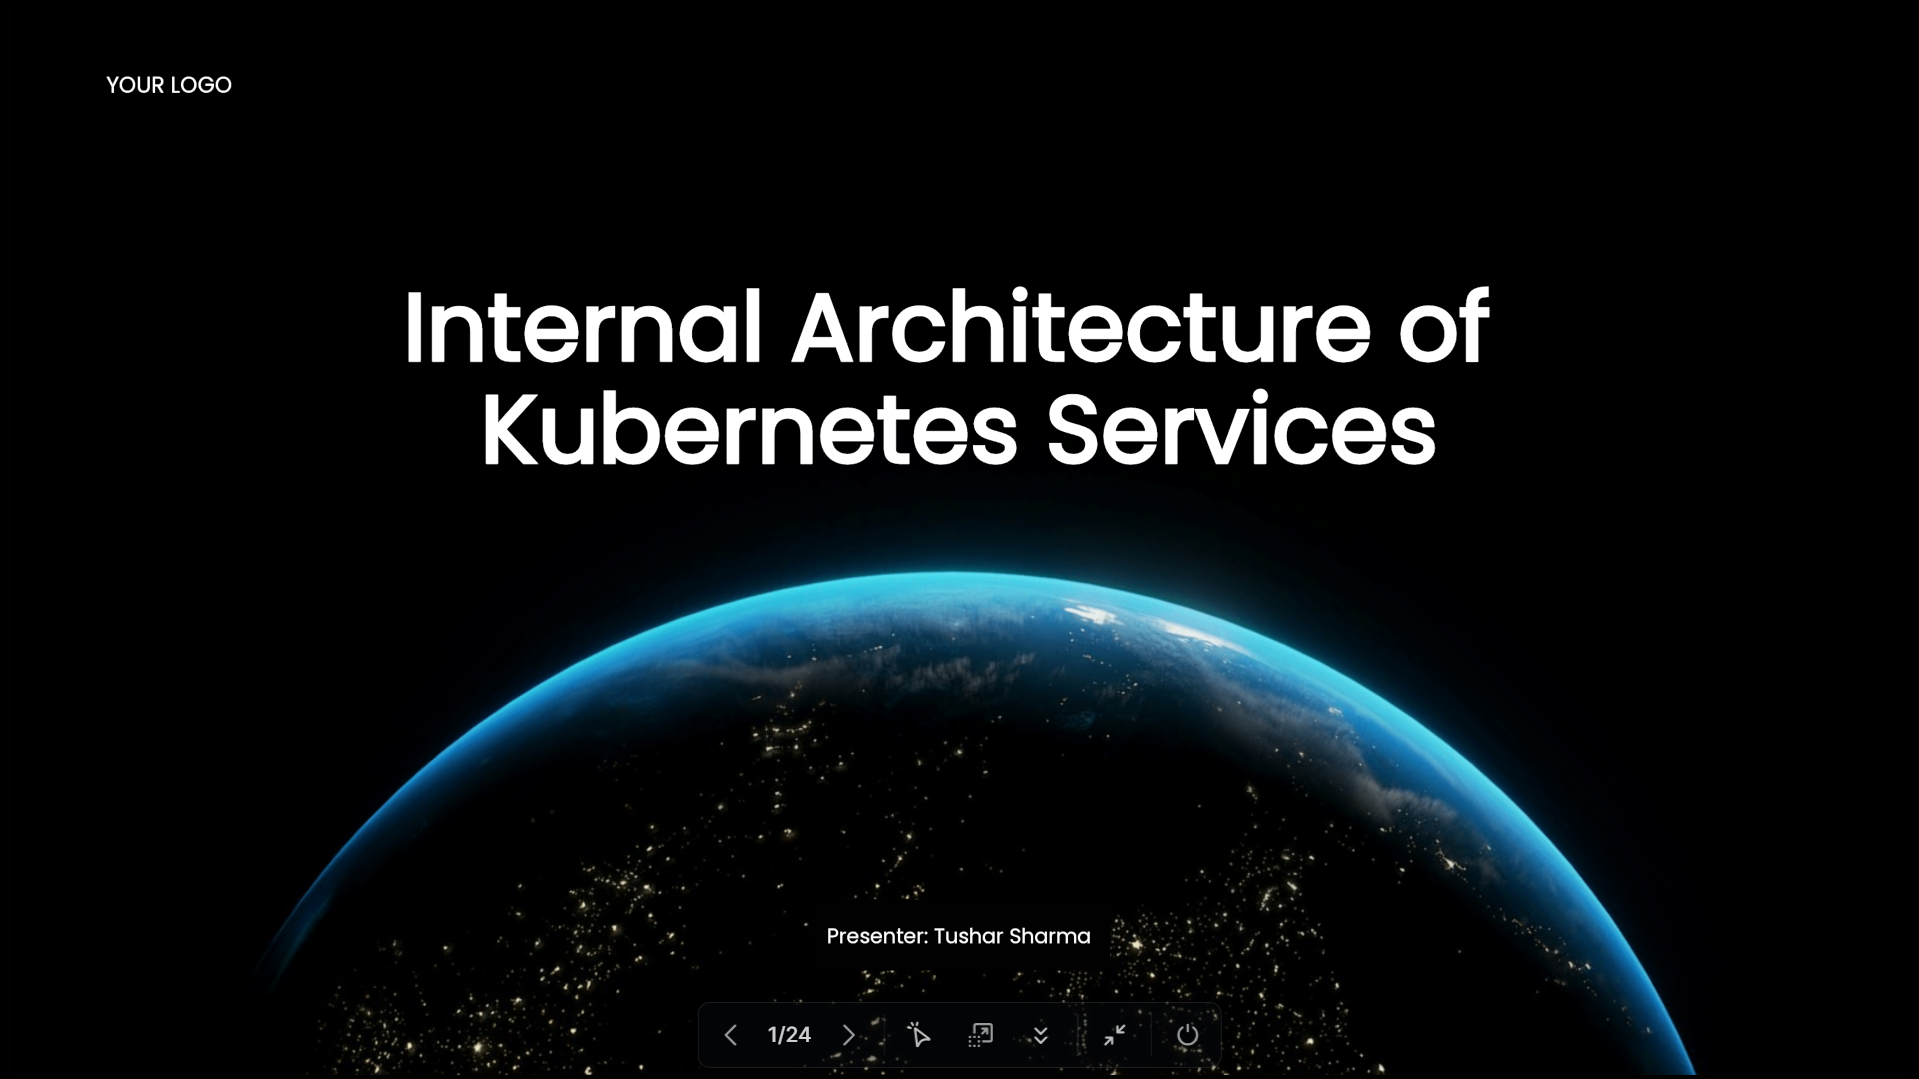 YOUR LOGO
Internal Architecture of
Kubernetes Services
Presenter: Tushar Sharma
1/24